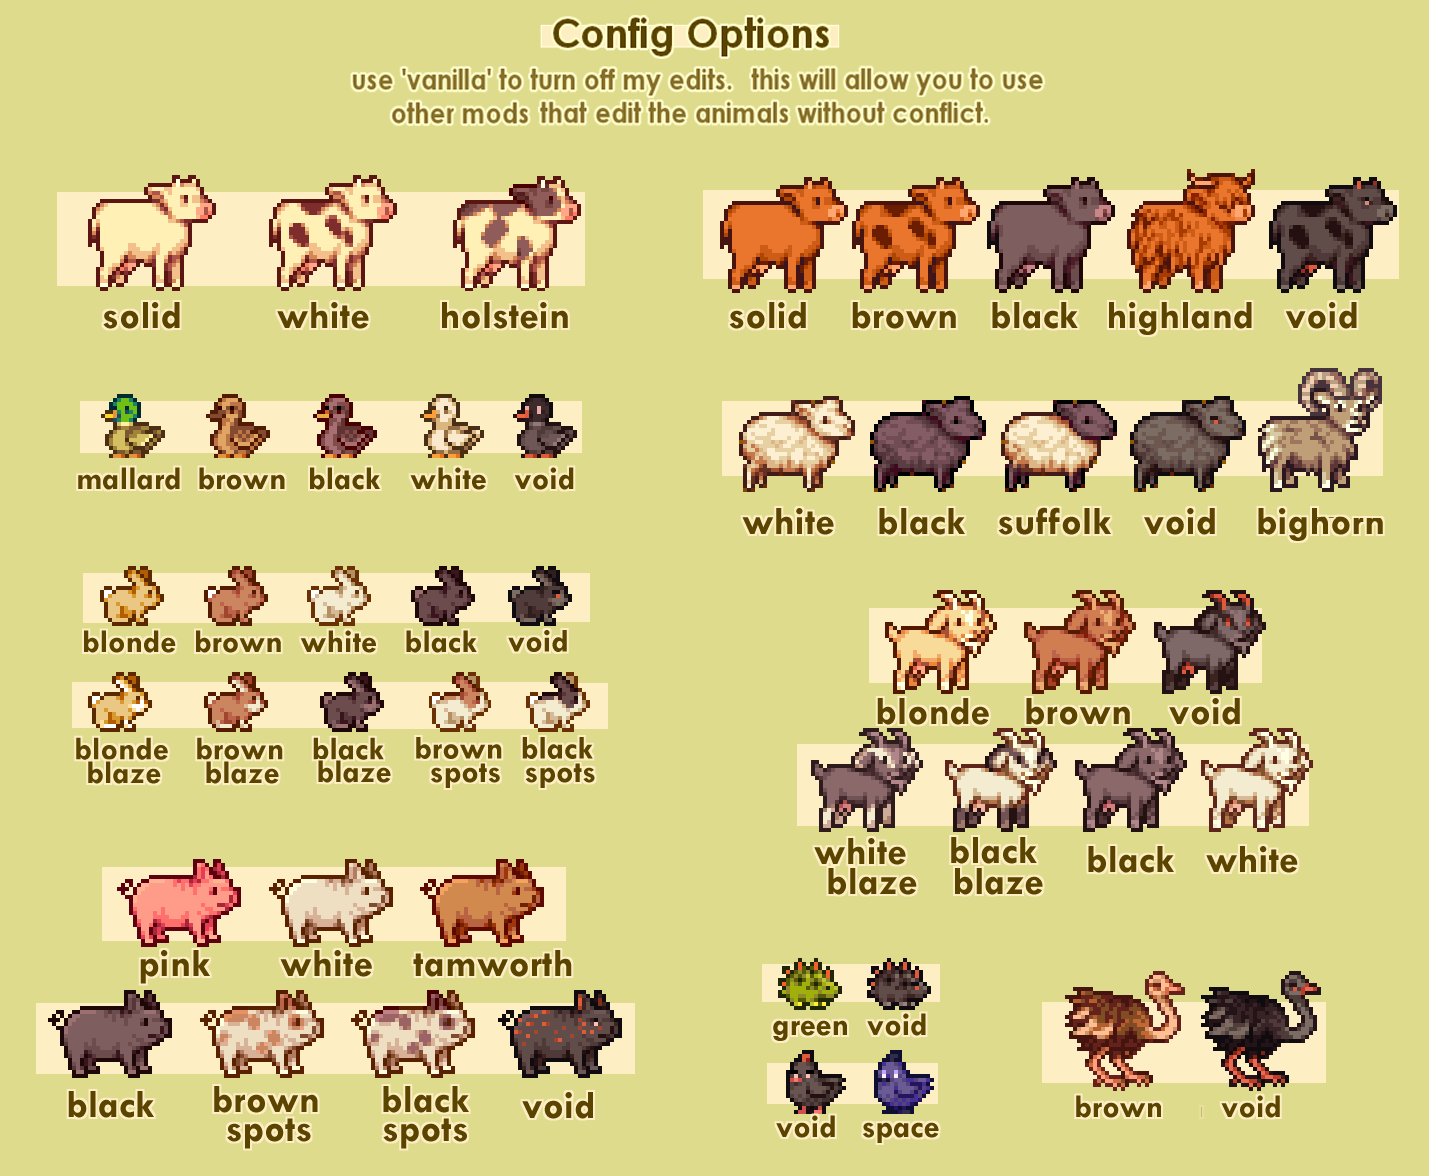 Config Options
use 'vanilla' to turn off my edits. this will allow you to use
other mods that edit the animals without conflict.
solid white holstein
solid brown black highland void
mallard brown black white void
white black suffolk void bighorn
blonde brown white black void
blonde blaze
brown blaze
black blaze
brown spots
black spots
blonde brown void
white blaze
black blaze
black
white
pink white tamworth
black
brown spots
black spots
void
green void
void space
brown void